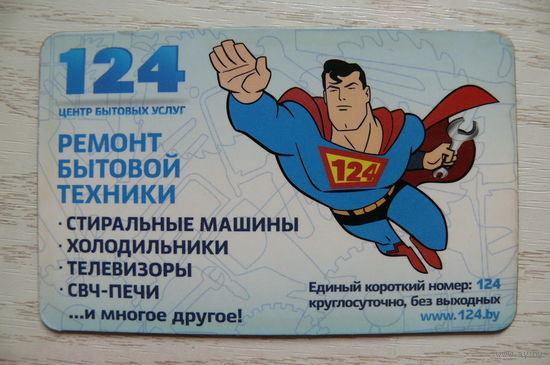 124
ЦЕНТР БЫТОВЫХ УСЛУГ
РЕМОНТ
БЫТОВОЙ
ТЕХНИКИ
· СТИРАЛЬНЫЕ МАШИНЫ
· ХОЛОДИЛЬНИКИ
· ТЕЛЕВИЗОРЫ
· СВЧ-ПЕЧИ
...и многое другое!
124
Единый короткий номер: 124
круглосуточно, без выходных
www.124.by